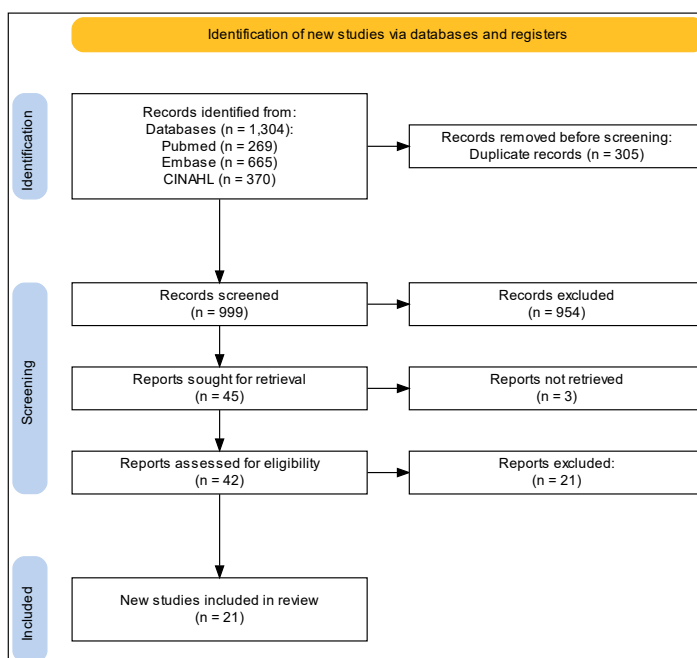 Identification of new studies via databases and registers
Identification
Records identified from:
Databases (n = 1,304):
Pubmed (n = 269)
Embase (n = 665)
CINAHL (n = 370)
Records removed before screening:
Duplicate records (n = 305)
Screening
Records screened
(n = 999)
Records excluded
(n = 954)
Reports sought for retrieval
(n = 45)
Reports not retrieved
(n = 3)
Reports assessed for eligibility
(n = 42)
Reports excluded:
(n = 21)
Included
New studies included in review
(n = 21)